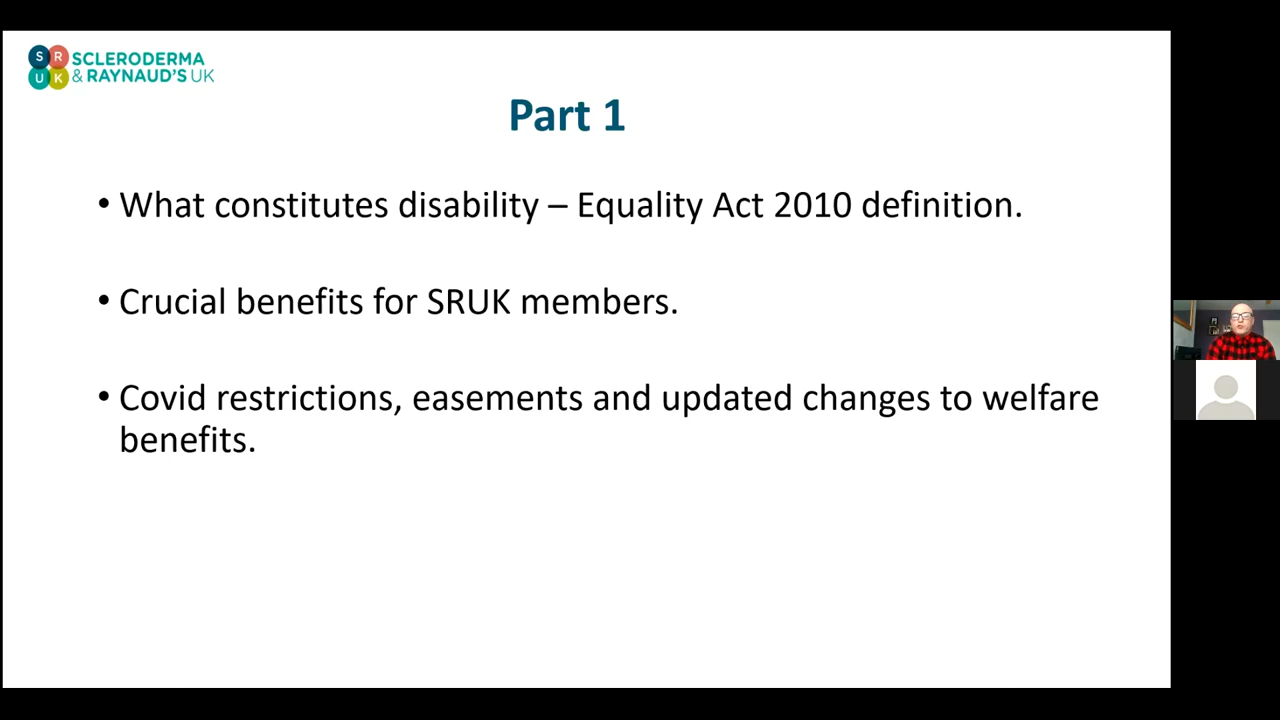 S R
U K
SCLERODERMA
& RAYNAUD'S UK
Part 1
• What constitutes disability – Equality Act 2010 definition.
• Crucial benefits for SRUK members.
• Covid restrictions, easements and updated changes to welfare
benefits.